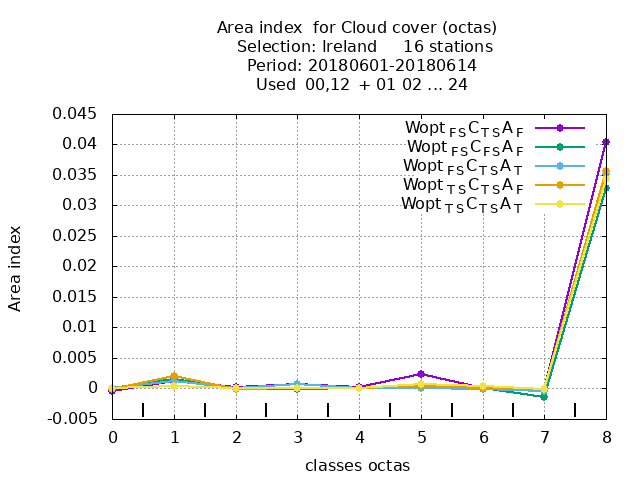 Area index  for Cloud cover (octas)
Selection: Ireland     16 stations
Period: 20180601-20180614
Used  00,12  + 01 02 ... 24
Wopt FS C TS A F
Wopt FS C FS A F
Wopt FS C TS A T
Wopt TS C TS A F
Wopt TS C TS A T
0.045
0.04
0.035
0.03
0.025
0.02
0.015
0.01
0.005
0
-0.005
Area index
0 1 2 3 4 5 6 7 8
classes octas